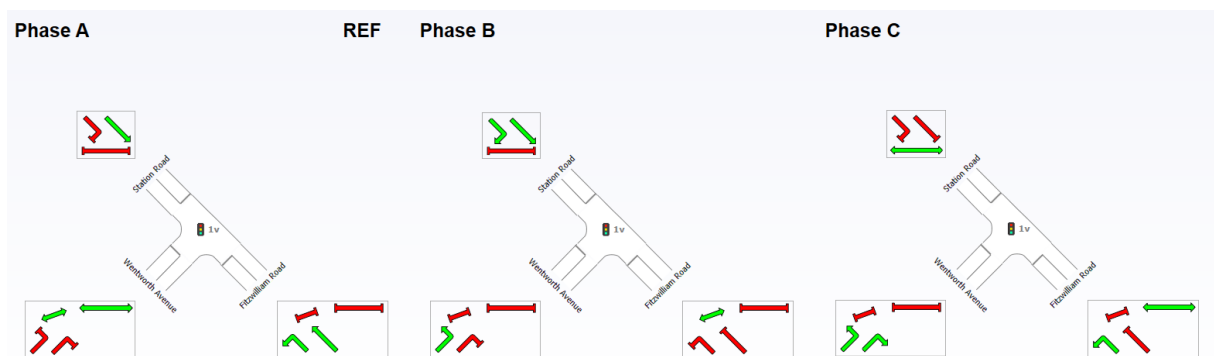 Phase A REF Phase B Phase C
Station Road Station Road Station Road
1v 1v 1v
Wentworth Avenue Fitzwilliam Road Wentworth Avenue Fitzwilliam Road Wentworth Avenue Fitzwilliam Road